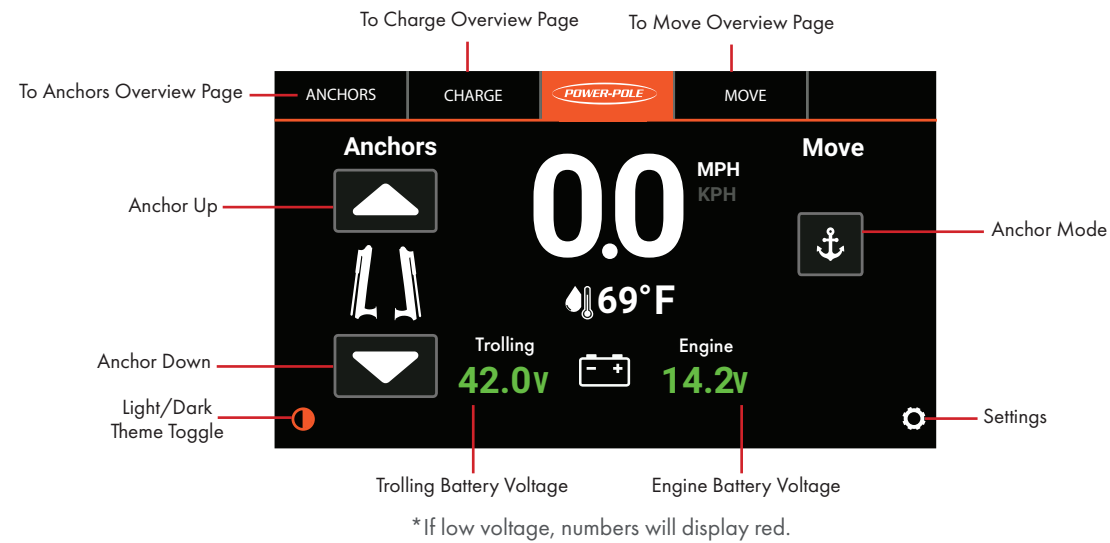 To Charge Overview Page
To Move Overview Page
To Anchors Overview Page
ANCHORS
CHARGE
POWER-POLE
MOVE
Anchors
0.0
MPH
KPH
Move
Anchor Up
Anchor Mode
69°F
Anchor Down
Trolling
42.0V
- +
Engine
14.2V
Light/Dark
Theme Toggle
Settings
Trolling Battery Voltage
Engine Battery Voltage
*If low voltage, numbers will display red.